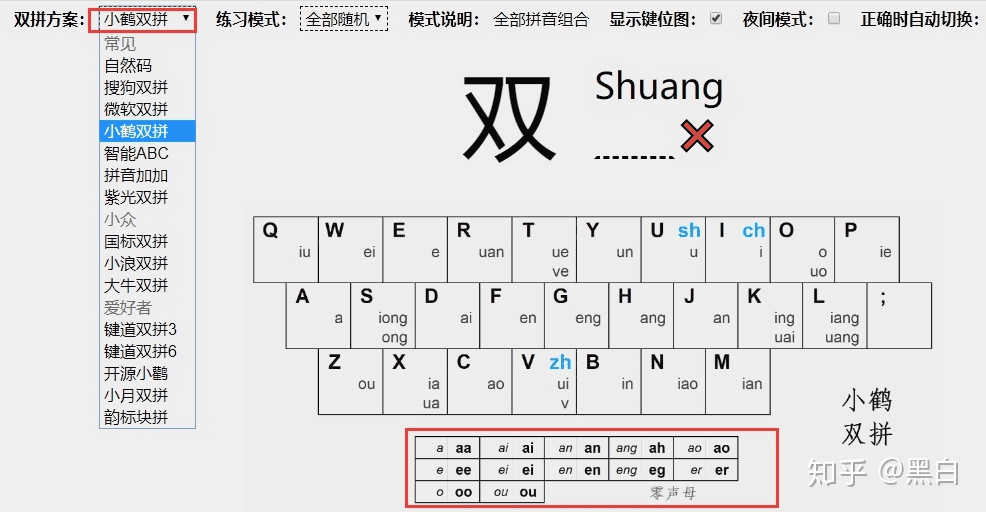 双拼方案： 小鹤双拼 练习模式： 全部随机 模式说明： 全部拼音组合 显示键位图： 夜间模式： 正确时自动切换：
常见
自然码
搜狗双拼
微软双拼
小鹤双拼
智能ABC
拼音加加
紫光双拼
小众
国标双拼
小浪双拼
大牛双拼
爱好者
键道双拼3
键道双拼6
开源小鹤
小月双拼
韵标块拼
双 Shuang
Q W E R T Y U sh I ch O P
iu ei e uan ue un u i o ie
ve uo
A S D F G H J K L ;
a iong ai en eng ang an ing iang
ong uai uang
Z X C V zh B N M
ou ia ao ui in iao ian
ua v
小鹤
双拼
a aa ai ai an an ang ah ao ao
e ee ei ei en en eng eg er er
o oo ou ou 零声母
知乎 @黑白